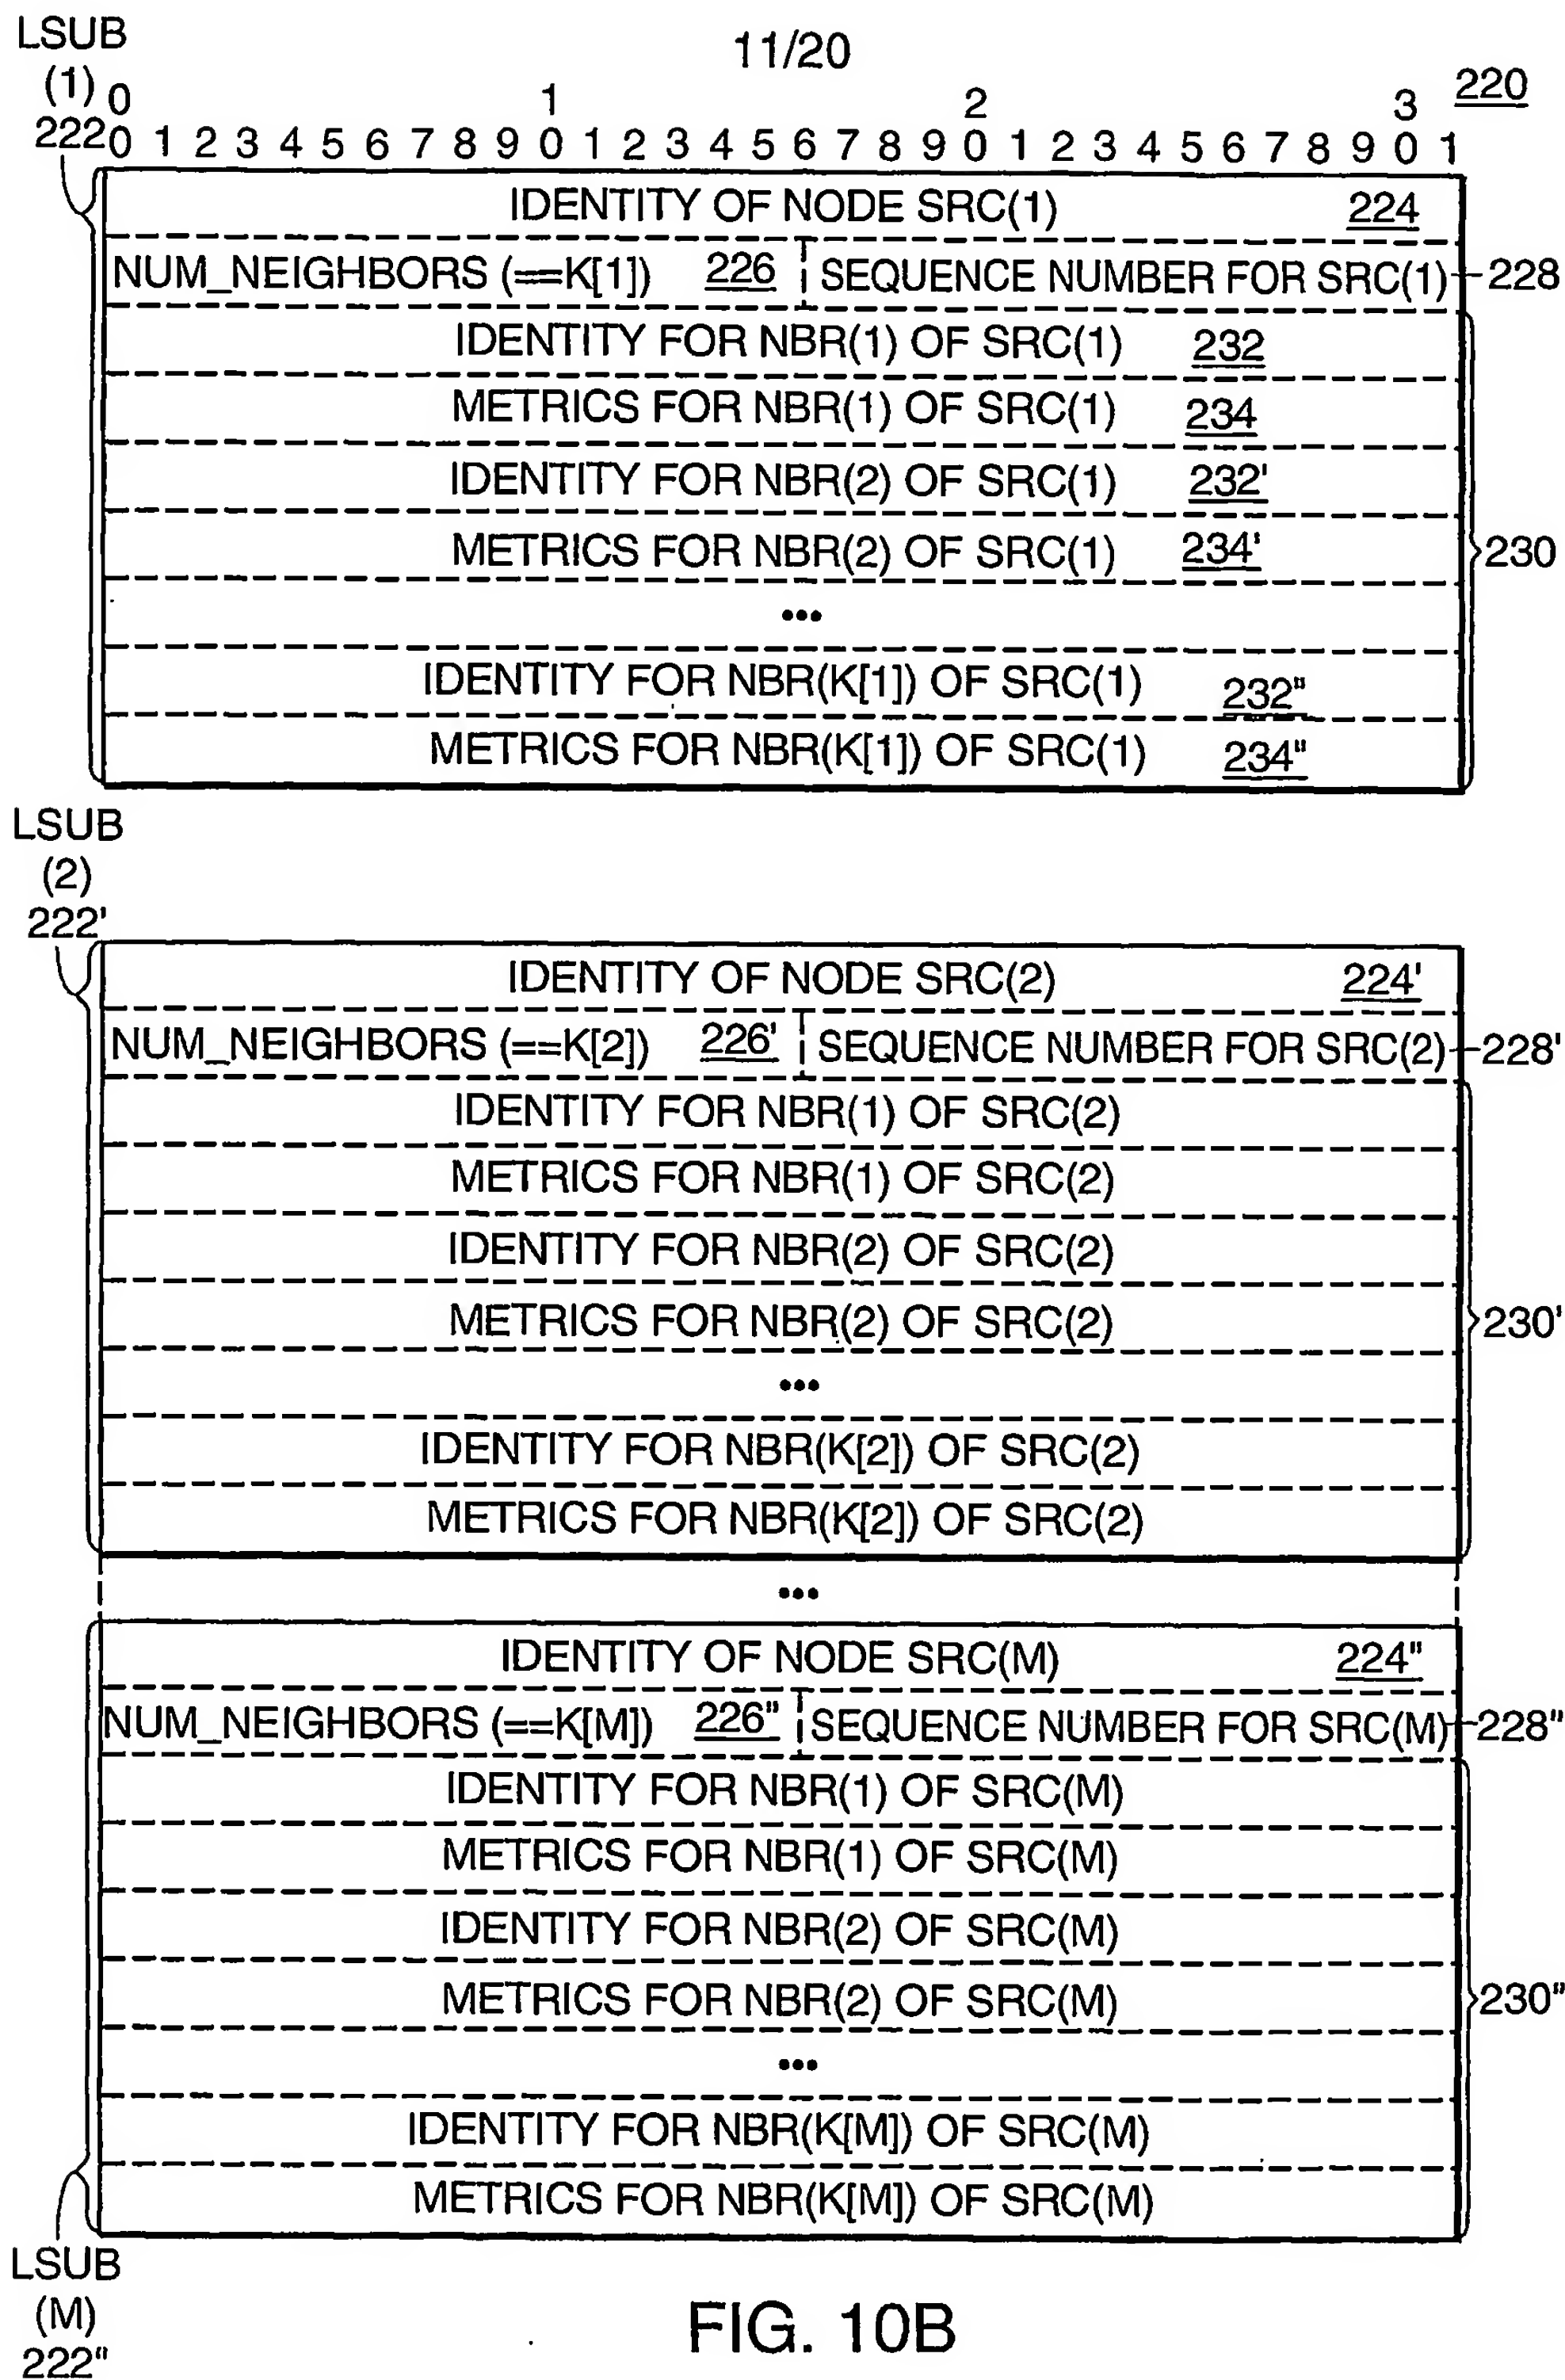 LSUB
(1)
222
11/20
220
0 1 2 3
0 1 2 3 4 5 6 7 8 9 0 1 2 3 4 5 6 7 8 9 0 1 2 3 4 5 6 7 8 9 0 1
IDENTITY OF NODE SRC(1) 224
NUM_NEIGHBORS (==K[1]) 226 SEQUENCE NUMBER FOR SRC(1) 228
IDENTITY FOR NBR(1) OF SRC(1) 232
METRICS FOR NBR(1) OF SRC(1) 234
IDENTITY FOR NBR(2) OF SRC(1) 232'
METRICS FOR NBR(2) OF SRC(1) 234'
230
•••
IDENTITY FOR NBR(K[1]) OF SRC(1) 232"
METRICS FOR NBR(K[1]) OF SRC(1) 234"
LSUB
(2)
222'
IDENTITY OF NODE SRC(2) 224'
NUM_NEIGHBORS (==K[2]) 226' SEQUENCE NUMBER FOR SRC(2) 228'
IDENTITY FOR NBR(1) OF SRC(2)
METRICS FOR NBR(1) OF SRC(2)
IDENTITY FOR NBR(2) OF SRC(2)
METRICS FOR NBR(2) OF SRC(2)
230'
•••
IDENTITY FOR NBR(K[2]) OF SRC(2)
METRICS FOR NBR(K[2]) OF SRC(2)
•••
IDENTITY OF NODE SRC(M) 224"
NUM_NEIGHBORS (==K[M]) 226" SEQUENCE NUMBER FOR SRC(M) 228"
IDENTITY FOR NBR(1) OF SRC(M)
METRICS FOR NBR(1) OF SRC(M)
IDENTITY FOR NBR(2) OF SRC(M)
METRICS FOR NBR(2) OF SRC(M)
230"
•••
IDENTITY FOR NBR(K[M]) OF SRC(M)
METRICS FOR NBR(K[M]) OF SRC(M)
LSUB
(M)
222"
FIG. 10B